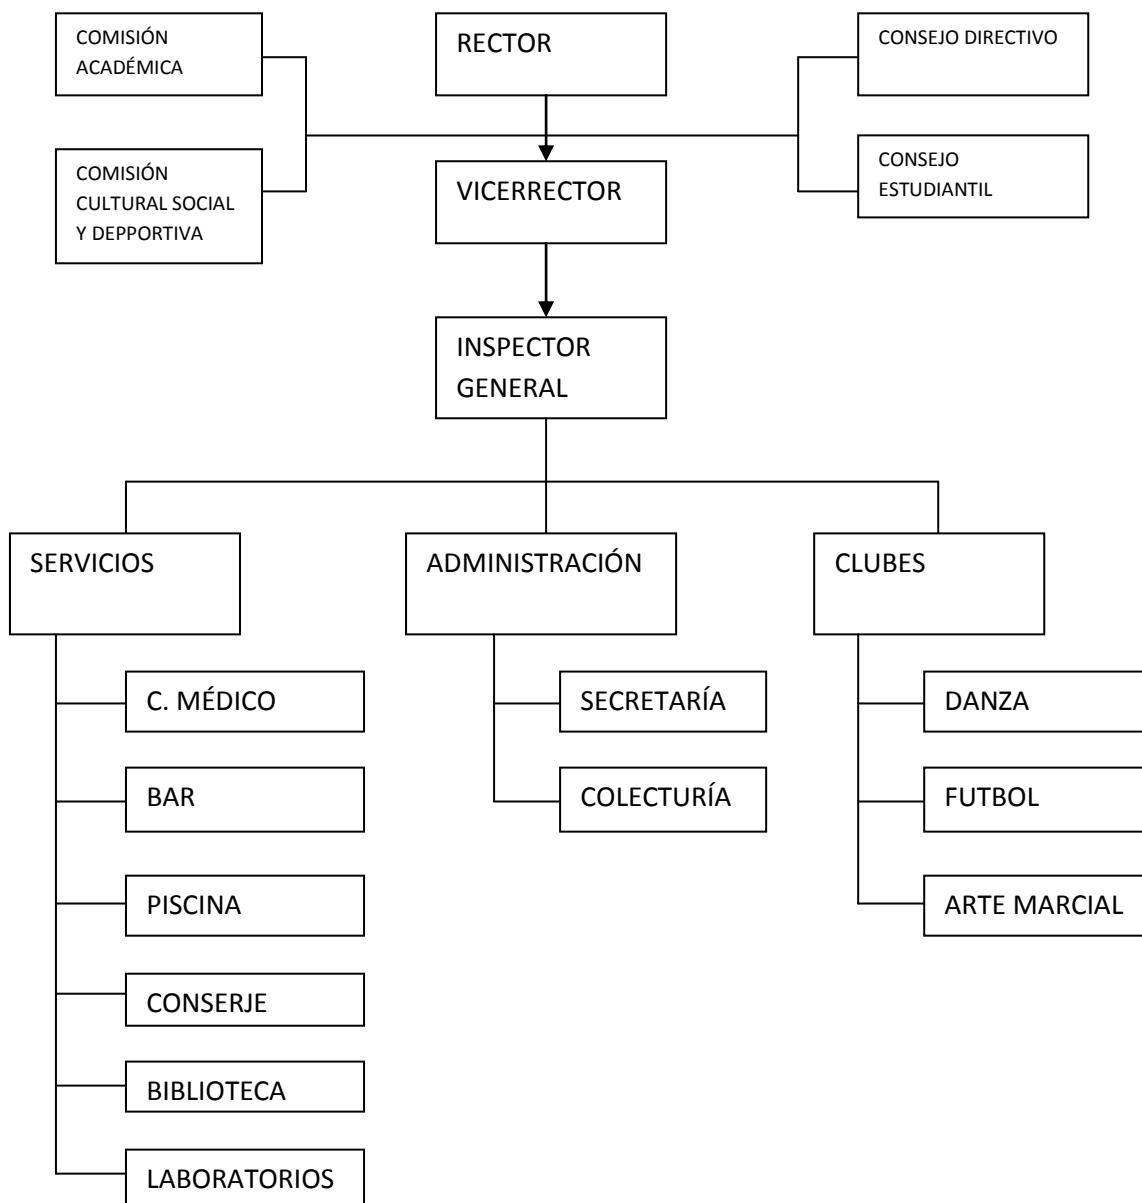 COMISIÓN
ACADÉMICA
RECTOR
CONSEJO DIRECTIVO
COMISIÓN
CULTURAL SOCIAL
Y DEPPORTIVA
VICERRECTOR
CONSEJO
ESTUDIANTIL
INSPECTOR
GENERAL
SERVICIOS
ADMINISTRACIÓN
CLUBES
C. MÉDICO
SECRETARÍA
DANZA
BAR
COLECTURÍA
FUTBOL
PISCINA
ARTE MARCIAL
CONSERJE
BIBLIOTECA
LABORATORIOS